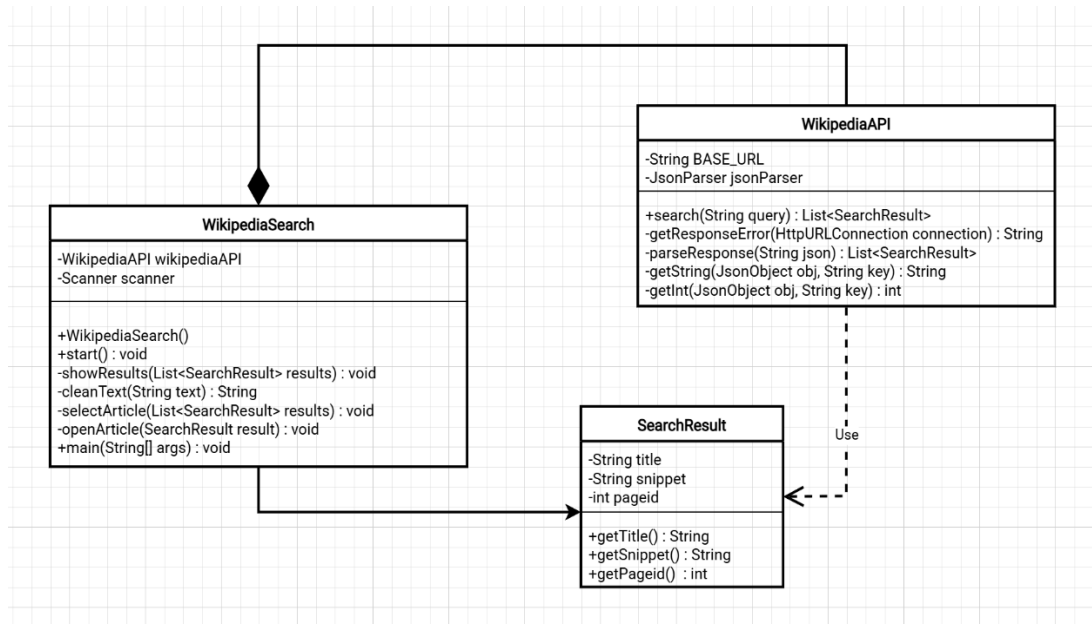 WikipediaAPI
-String BASE_URL
-JsonParser jsonParser
+search(String query) : List<SearchResult>
-getResponseError(HttpURLConnection connection) : String
-parseResponse(String json) : List<SearchResult>
-getString(JsonObject obj, String key) : String
-getInt(JsonObject obj, String key) : int
WikipediaSearch
-WikipediaAPI wikipediaAPI
-Scanner scanner
+WikipediaSearch()
+start() : void
-showResults(List<SearchResult> results) : void
-cleanText(String text) : String
-selectArticle(List<SearchResult> results) : void
-openArticle(SearchResult result) : void
+main(String[] args) : void
Use
SearchResult
-String title
-String snippet
-int pageid
+getTitle() : String
+getSnippet() : String
+getPageid() : int